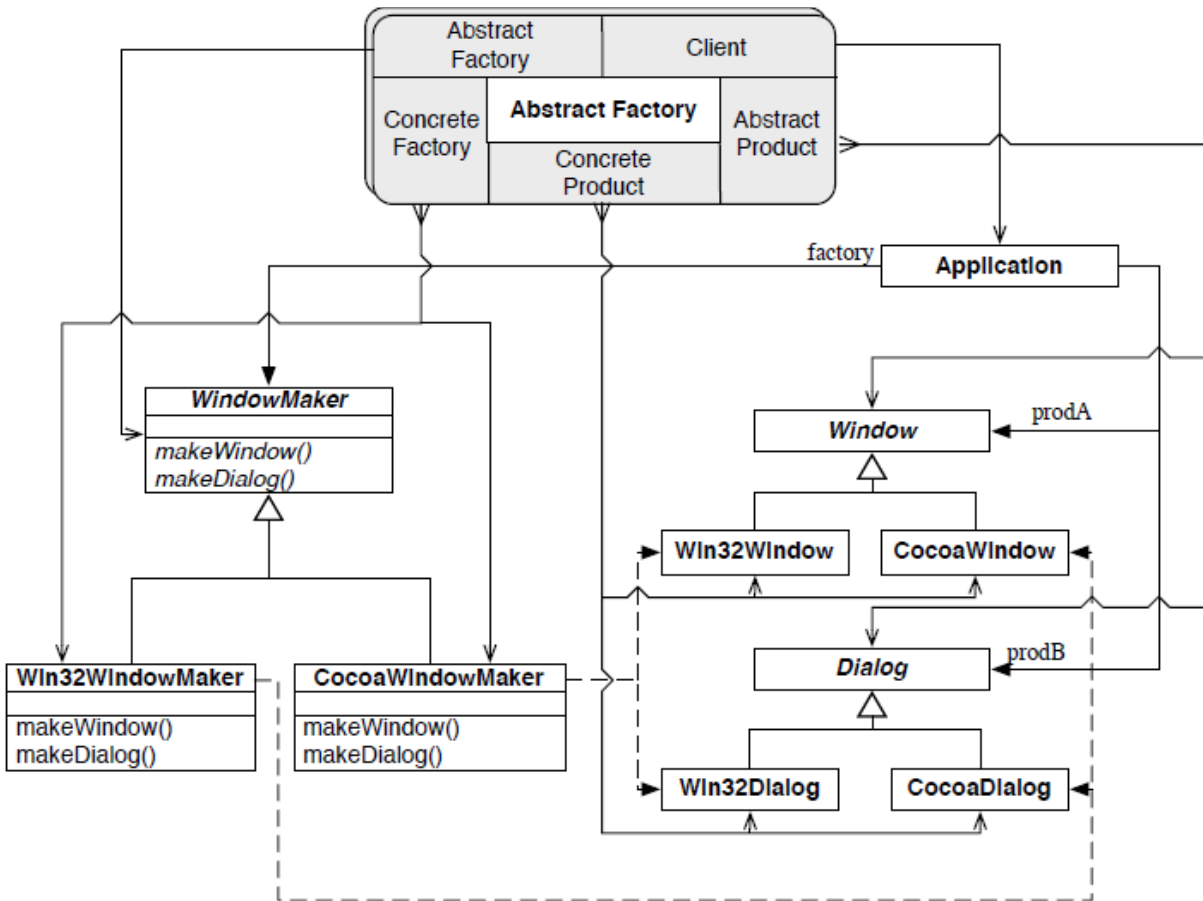 Abstract
Factory
Client
Concrete
Factory
Abstract Factory
Abstract
Product
Concrete
Product
factory
Application
WindowMaker
makeWindow()
makeDialog()
Window
prodA
Win32Window
CocoaWindow
Dialog
prodB
Win32WindowMaker
makeWindow()
makeDialog()
CocoaWindowMaker
makeWindow()
makeDialog()
Win32Dialog
CocoaDialog